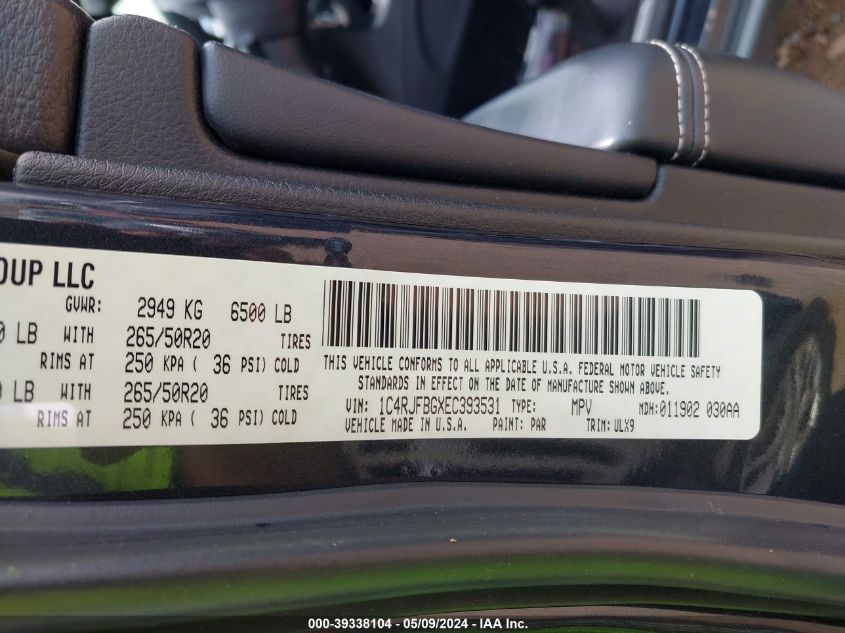 OUP LLC
GVWR: 2949 KG 6500 LB
LB WITH 265/50R20 TIRES
RIMS AT 250 KPA ( 36 PSI) COLD
LB WITH 265/50R20 TIRES
RIMS AT 250 KPA ( 36 PSI) COLD
THIS VEHICLE CONFORMS TO ALL APPLICABLE U.S.A. FEDERAL MOTOR VEHICLE SAFETY
STANDARDS IN EFFECT ON THE DATE OF MANUFACTURE SHOWN ABOVE.
VIN: 1C4RJFBGXEC393531 TYPE: MPV MDH:011902 030AA
VEHICLE MADE IN U.S.A. PAINT: PAR TRIM: ULX9
000-39338104 - 05/09/2024 - IAA Inc.